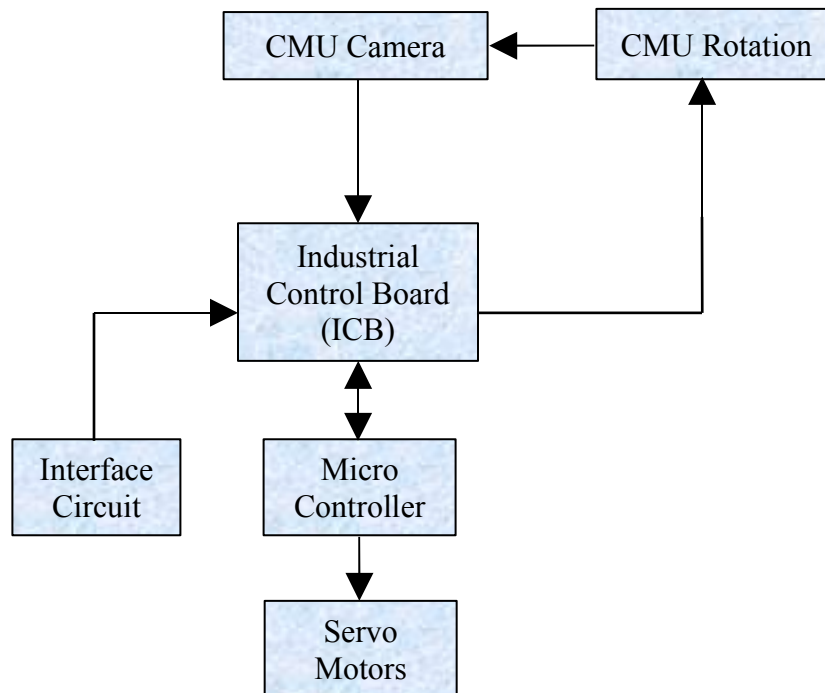 CMU Camera
CMU Rotation
Industrial
Control Board
(ICB)
Interface
Circuit
Micro
Controller
Servo
Motors